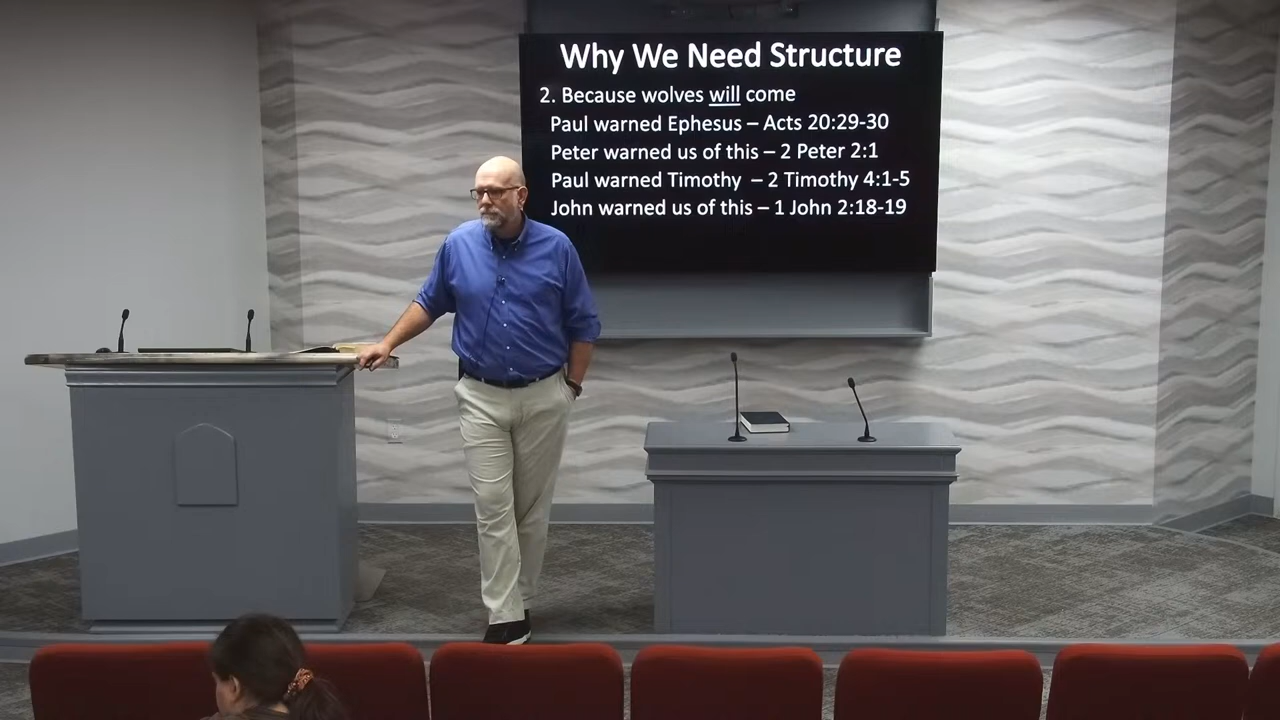 Why We Need Structure
2. Because wolves will come
Paul warned Ephesus – Acts 20:29-30
Peter warned us of this – 2 Peter 2:1
Paul warned Timothy – 2 Timothy 4:1-5
John warned us of this – 1 John 2:18-19